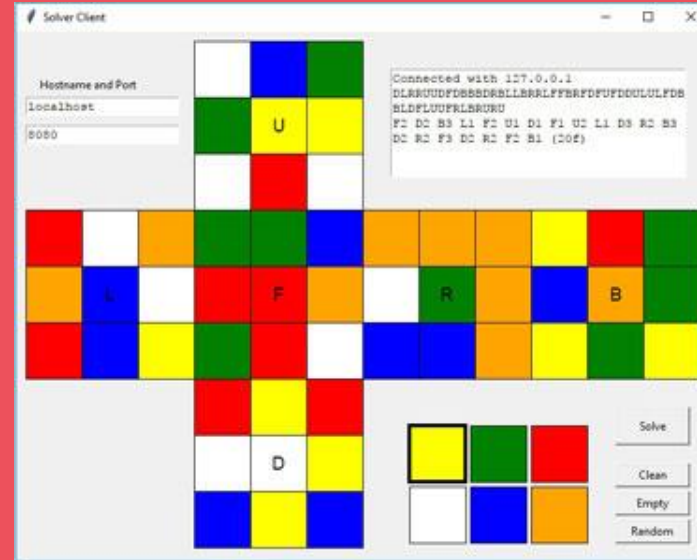 Solver Client
Hostname and Port
localhost
8080
Connected with 127.0.0.1
DLRRUUDFDBBBDRBLLBRRLFFBRFDFUFDDULULFDB
BLDFLUUFRLBRURU
F2 D2 B3 L1 F2 U1 D1 F1 U2 L1 D3 R2 B3
D2 R2 F3 D2 R2 F2 B1 (20f)
U
L F R B
D
Solve
Clean
Empty
Random